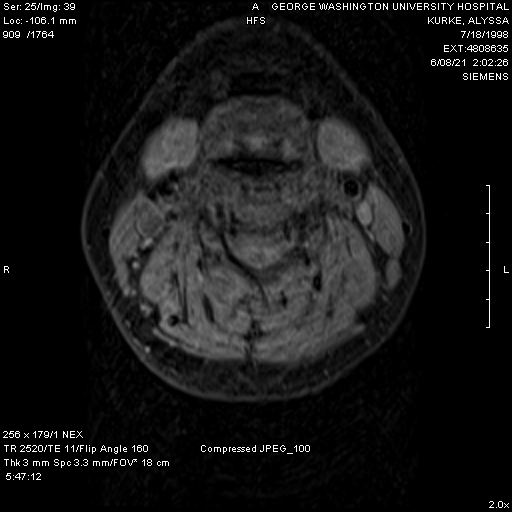 Ser: 25/Img: 39
Loc: -106.1 mm
909 /1764
A GEORGE WASHINGTON UNIVERSITY HOSPITAL
HFS
KURKE, ALYSSA
7/18/1998
EXT:4808635
6/08/21 2:02:26
SIEMENS
R
L
256 x 179/1 NEX
TR 2520/TE 11/Flip Angle 160
Thk 3 mm Spc 3.3 mm/FOV* 18 cm
5:47:12
Compressed JPEG_100
2.0x